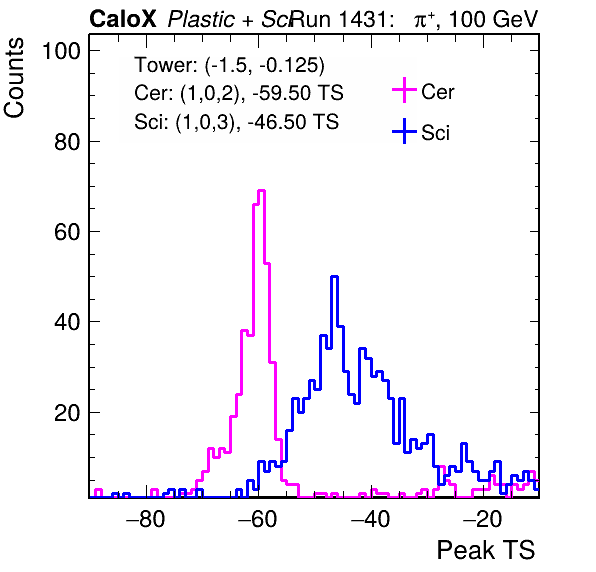 CaloX Plastic + Sci Run 1431: π⁺, 100 GeV
Counts
Tower: (-1.5, -0.125)
Cer: (1,0,2), -59.50 TS
Sci: (1,0,3), -46.50 TS
Cer
Sci
100
80
60
40
20
−80 −60 −40 −20
Peak TS